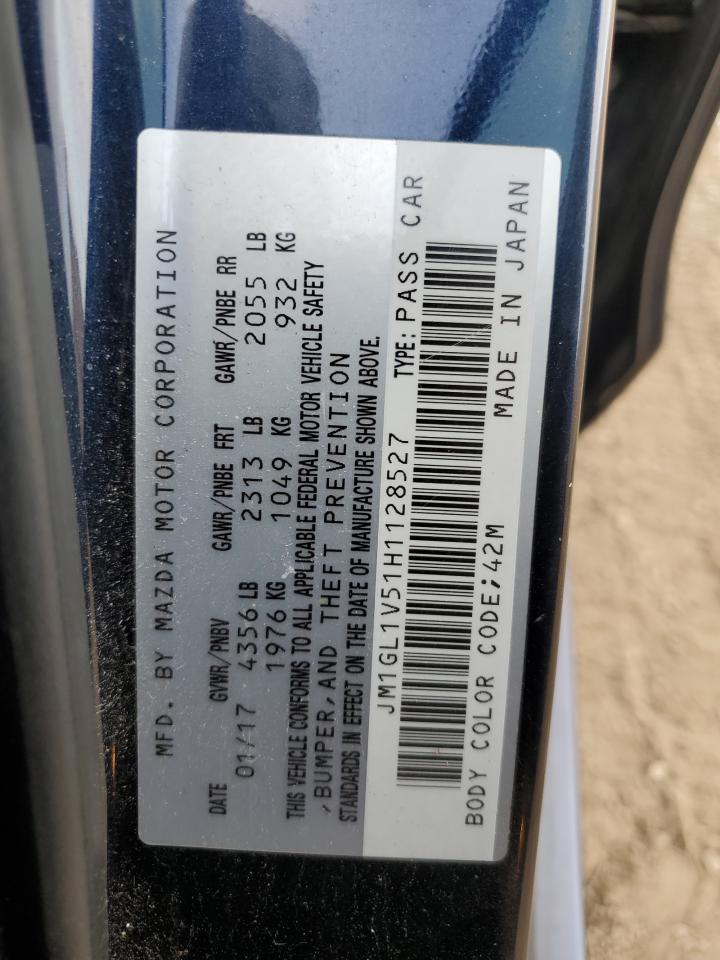 MFD. BY MAZDA MOTOR CORPORATION
DATE GVWR/PNBV GAWR/PNBE FRT GAWR/PNBE RR
01/17 4356 LB 2313 LB 2055 LB
1976 KG 1049 KG 932 KG
THIS VEHICLE CONFORMS TO ALL APPLICABLE FEDERAL MOTOR VEHICLE SAFETY
,BUMPER, AND THEFT PREVENTION
STANDARDS IN EFFECT ON THE DATE OF MANUFACTURE SHOWN ABOVE.
JM1GL1V51H1128527 TYPE: PASS CAR
BODY COLOR CODE;42M MADE IN JAPAN